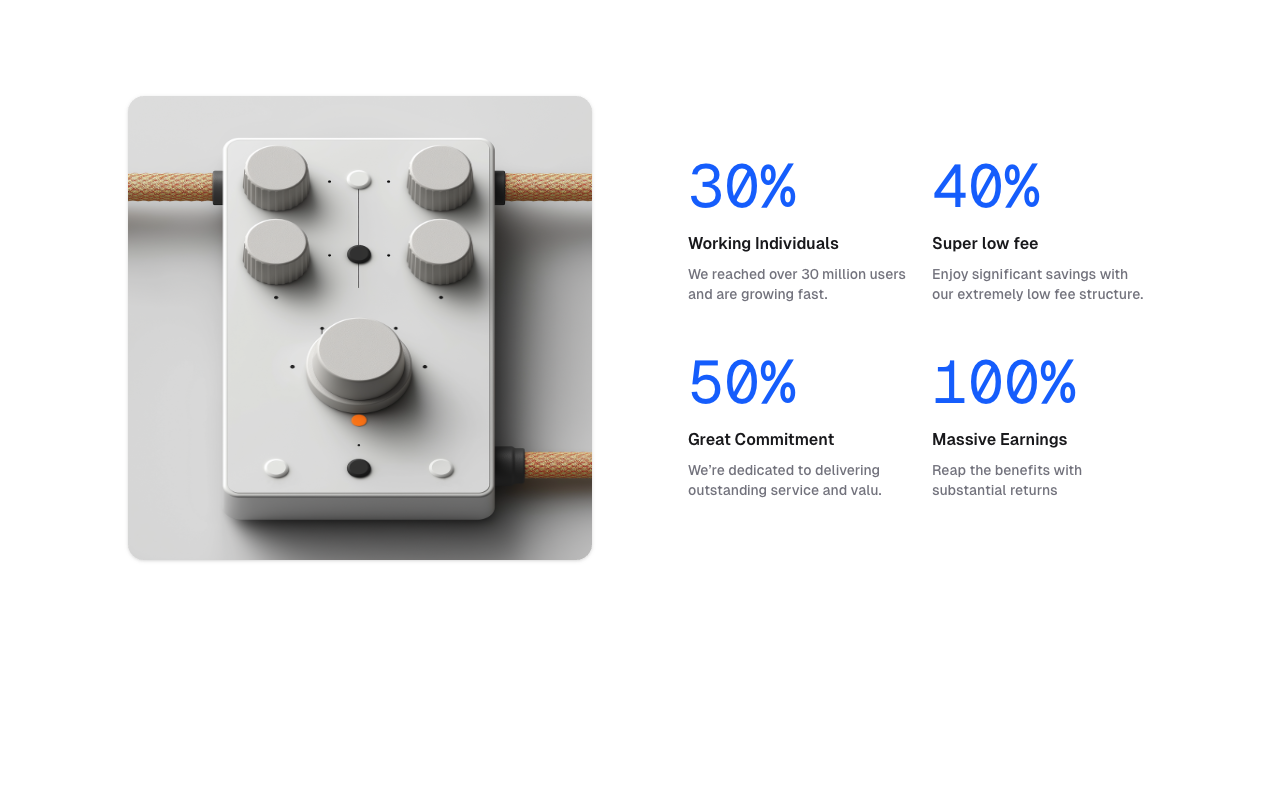 30%
Working Individuals
We reached over 30 million users
and are growing fast.
40%
Super low fee
Enjoy significant savings with
our extremely low fee structure.
50%
Great Commitment
We’re dedicated to delivering
outstanding service and valu.
100%
Massive Earnings
Reap the benefits with
substantial returns